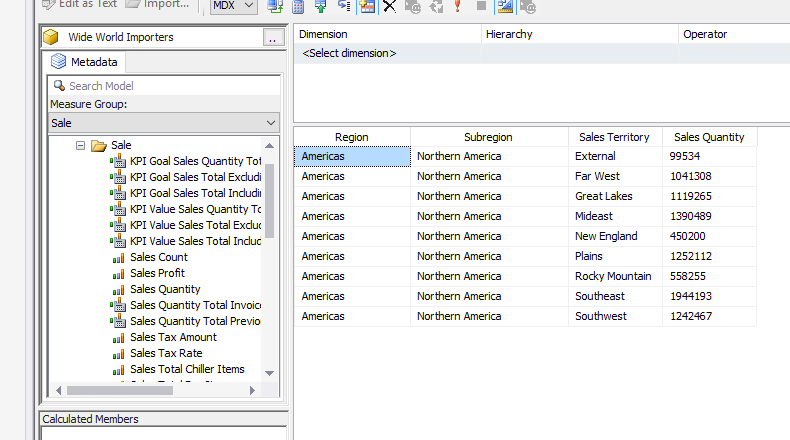 Edit as Text Import... MDX
Wide World Importers ..
Metadata
Search Model
Measure Group:
Sale
Sale
KPI Goal Sales Quantity Tot
KPI Goal Sales Total Excludi
KPI Goal Sales Total Includin
KPI Value Sales Quantity To
KPI Value Sales Total Exclud
KPI Value Sales Total Includ
Sales Count
Sales Profit
Sales Quantity
Sales Quantity Total Invoice
Sales Quantity Total Previou
Sales Tax Amount
Sales Tax Rate
Sales Total Chiller Items
Calculated Members
Dimension Hierarchy Operator
<Select dimension>
Region Subregion Sales Territory Sales Quantity
Americas Northern America External 99534
Americas Northern America Far West 1041308
Americas Northern America Great Lakes 1119265
Americas Northern America Mideast 1390489
Americas Northern America New England 450200
Americas Northern America Plains 1252112
Americas Northern America Rocky Mountain 558255
Americas Northern America Southeast 1944193
Americas Northern America Southwest 1242467